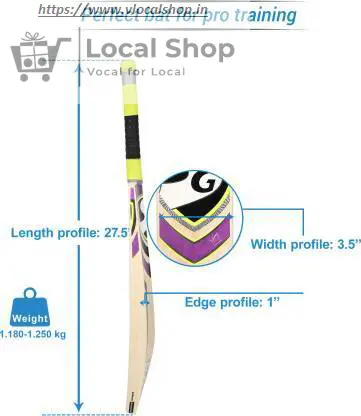 https://www.vlocalshop.in
Perfect bat for pro training
Local Shop
Vocal for Local
Length profile: 27.5
G
Width profile: 3.5"
Edge profile: 1"
Weight
1.180-1.250 kg